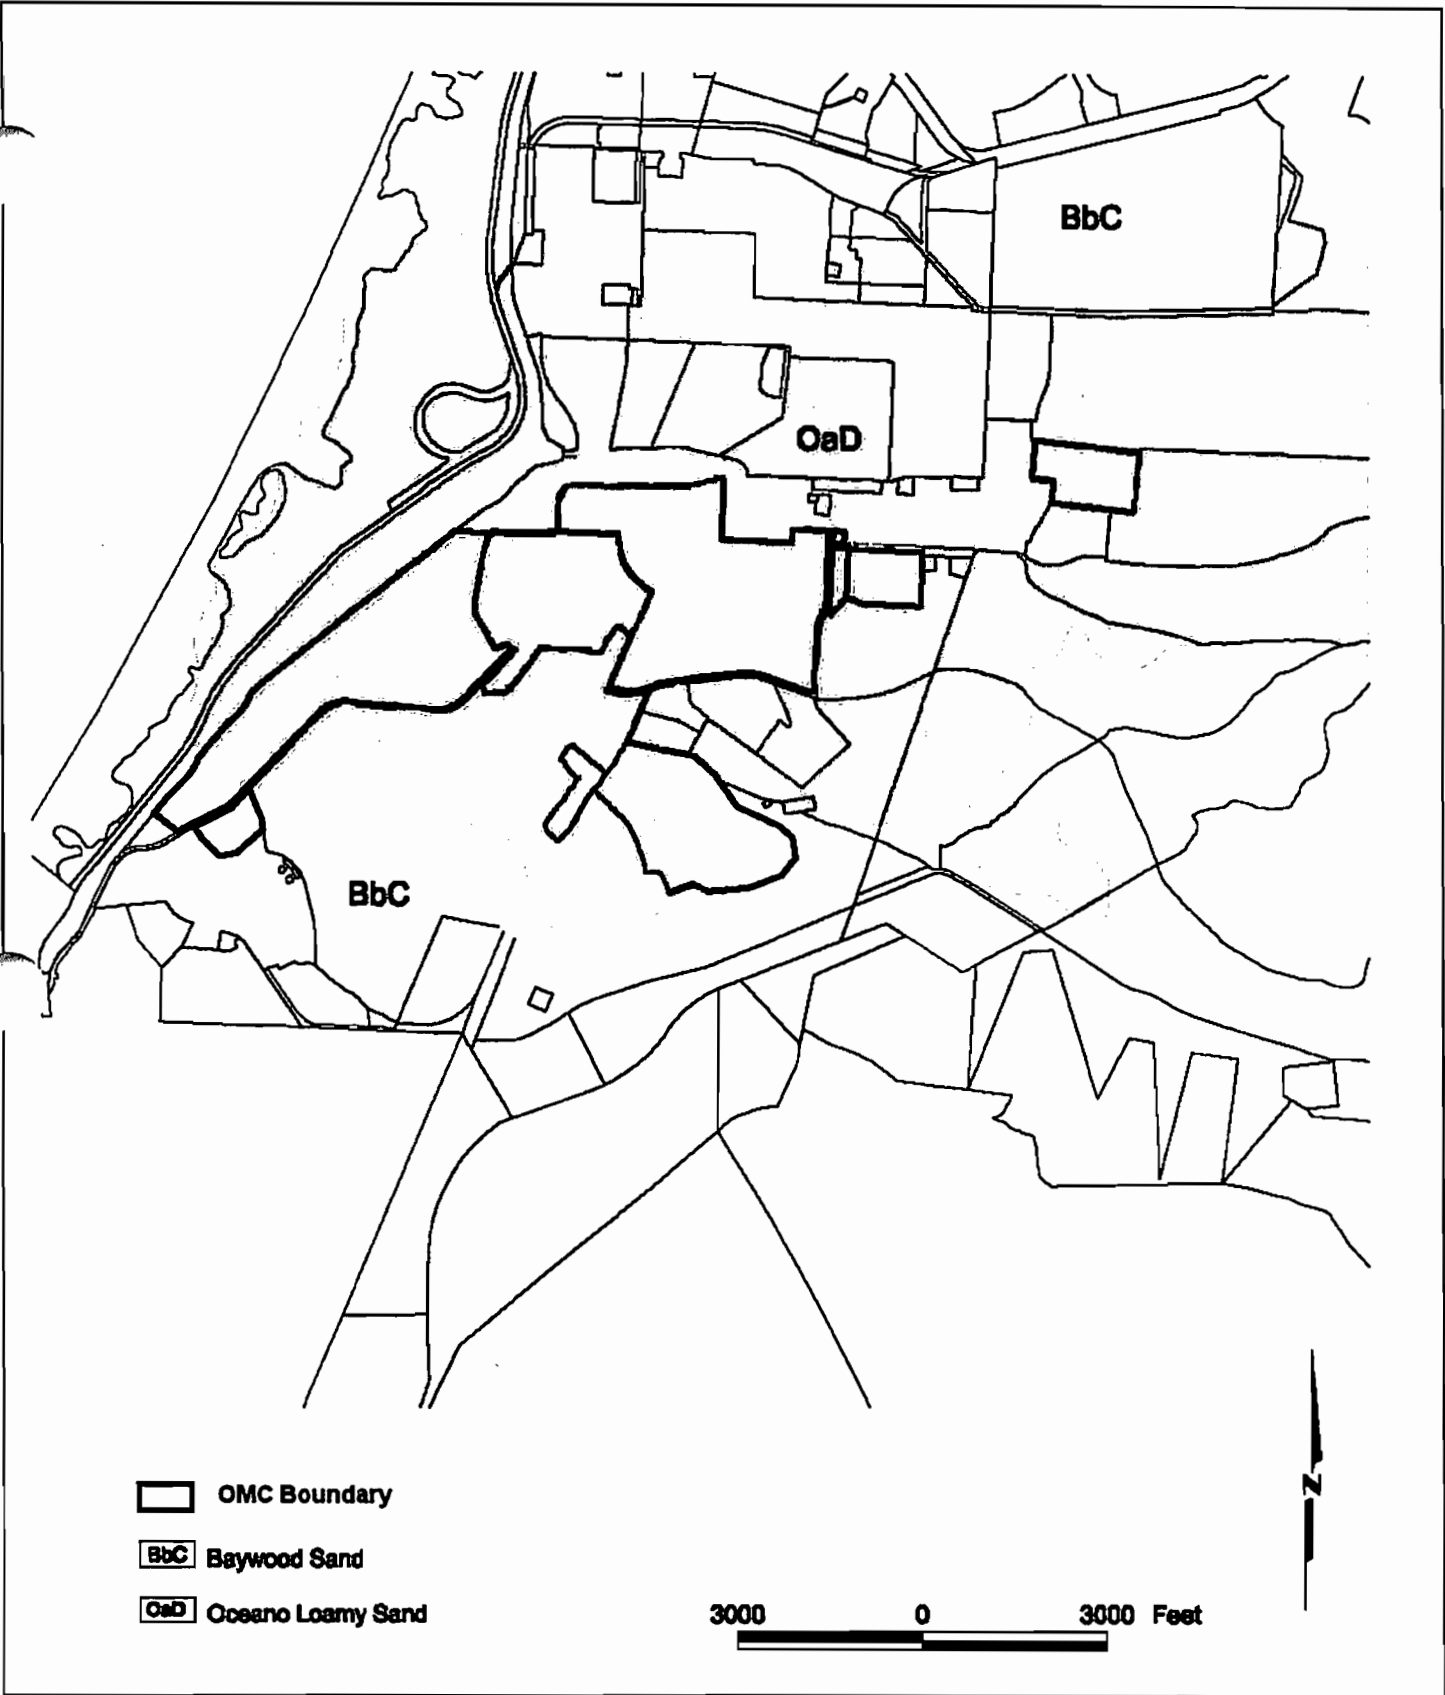 BbC
OaD
BbC
OMC Boundary
BbC Baywood Sand
OaD Oceano Loamy Sand
3000 0 3000 Feet
N